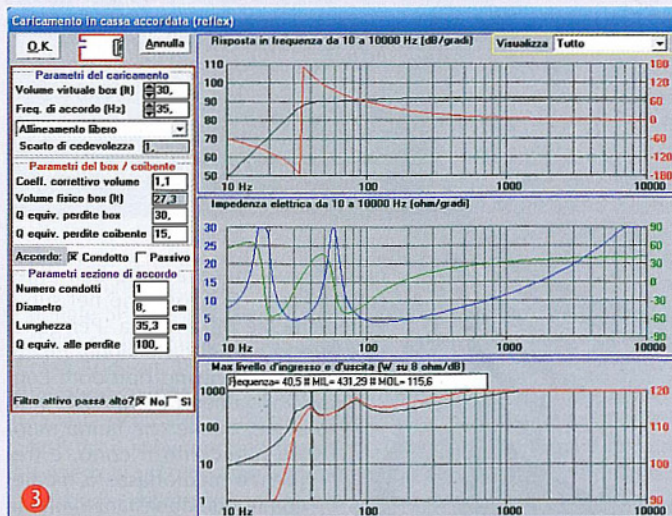 Caricamento in cassa accordata (reflex)
O.K.
Annulla
Parametri del caricamento
Volume virtuale box (lt) 30,
Freq. di accordo (Hz) 35,
Allineamento libero
Scarto di cedevolezza 1,
Parametri del box / coibente
Coeff. correttivo volume 1,1
Volume fisico box (lt) 27,3
Q equiv. perdite box 30,
Q equiv. perdite coibente 15,
Accordo: Condotto Passivo
Parametri sezione di accordo
Numero condotti 1
Diametro 8, cm
Lunghezza 35,3 cm
Q equiv. alle perdite 100,
Filtro attivo passa alto? No Sì
3
Risposta in frequenza da 10 a 10000 Hz (dB/gradi)
Visualizza Tutto
110
100
90
80
70
60
50
180
120
60
0
-60
-120
-180
10 Hz 100 1000 10000
Impedenza elettrica da 10 a 10000 Hz (ohm/gradi)
30
25
20
15
10
5
0
90
60
30
0
-30
-60
-90
10 Hz 100 1000 10000
Max livello d'ingresso e d'uscita (W su 8 ohm/dB)
Frequenza= 40,5 # MIL= 431,29 # MOL= 115,6
1000
100
10
1
120
110
100
90
10 Hz 100 1000 10000